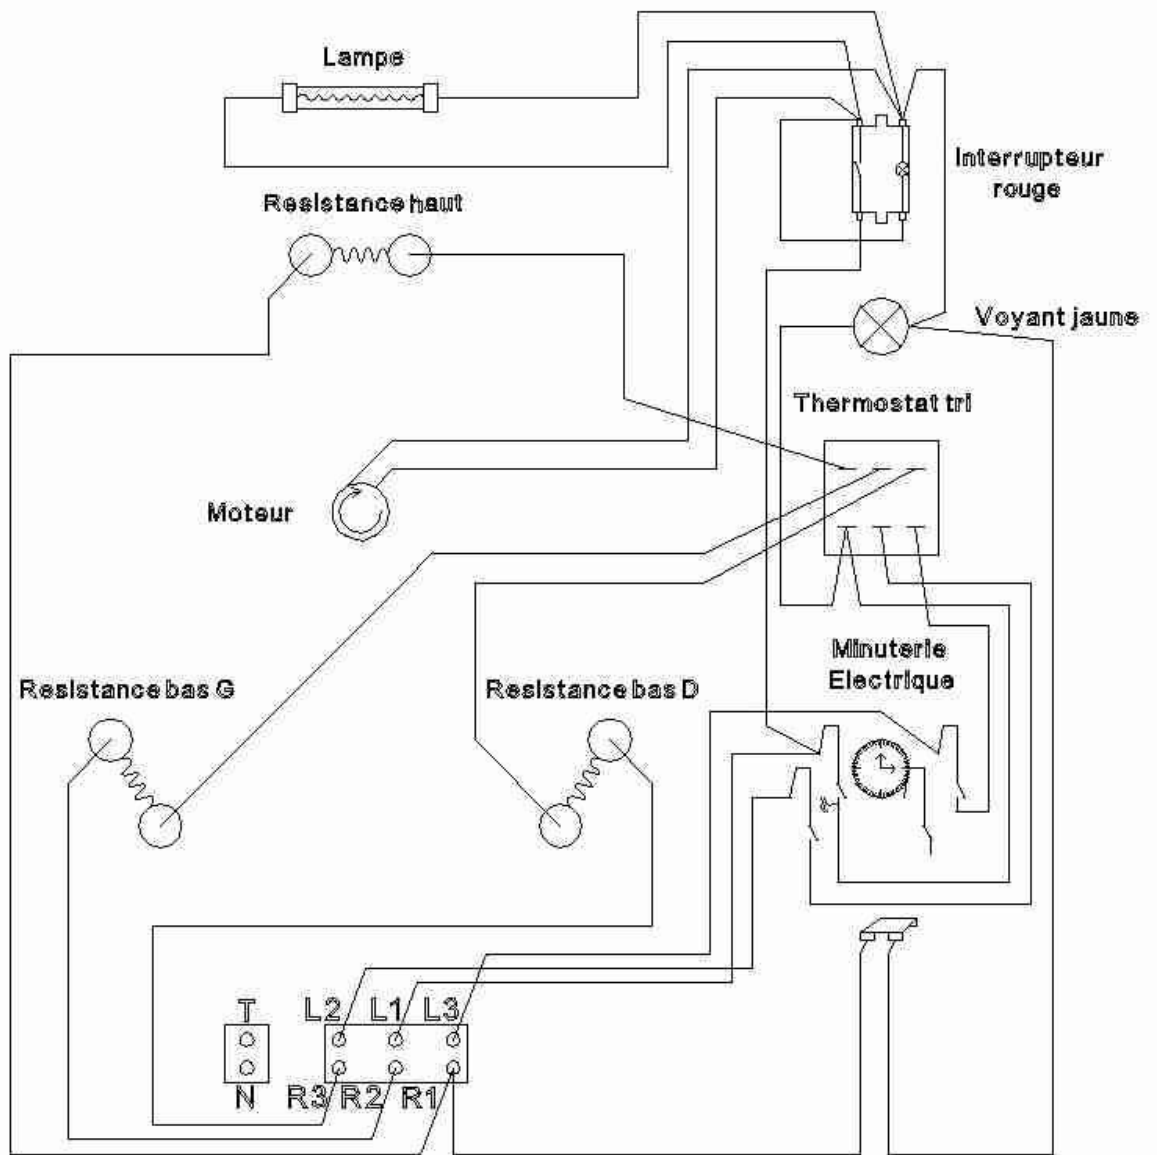 Lampe
Interrupteur
rouge
Resistance haut
Voyant jaune
Thermostat tri
Moteur
Minuterie
Electrique
Resistance bas G
Resistance bas D
T
L2 L1 L3
N
R3 R2 R1